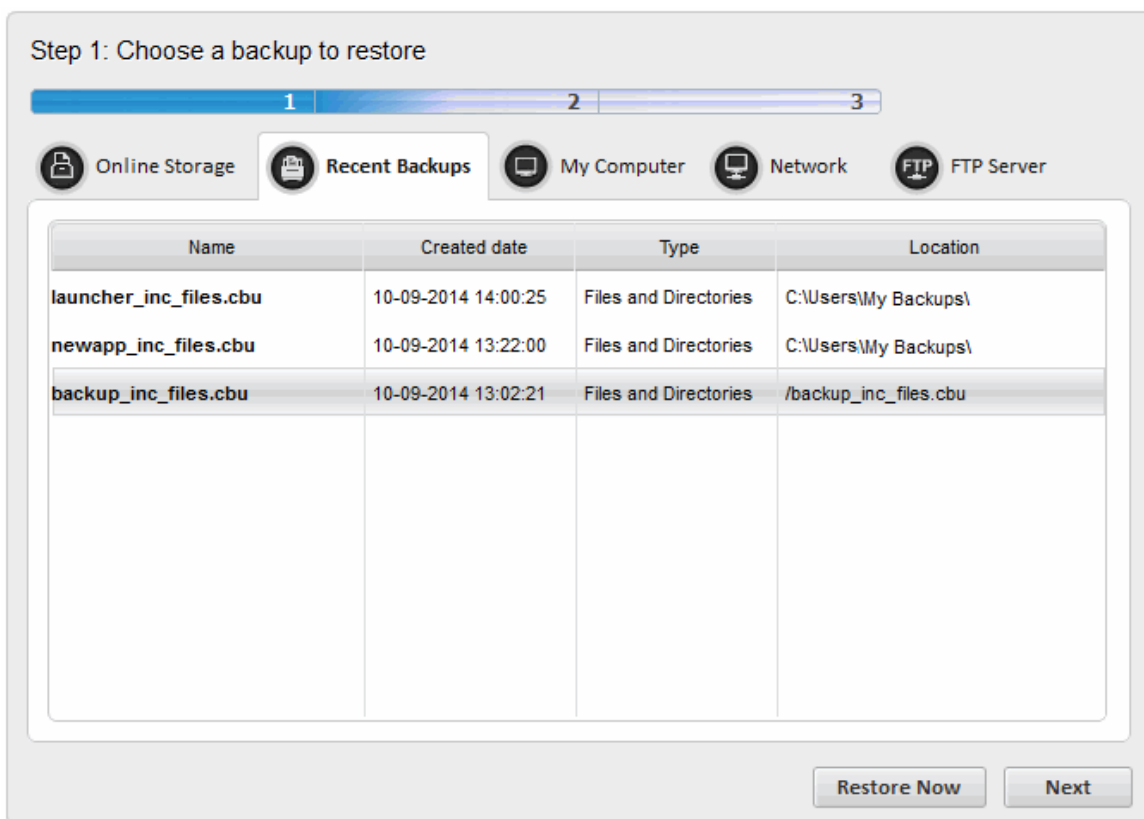 Step 1: Choose a backup to restore
1 2 3
Online Storage Recent Backups My Computer Network FTP FTP Server
Name Created date Type Location
launcher_inc_files.cbu 10-09-2014 14:00:25 Files and Directories C:\Users\My Backups\
newapp_inc_files.cbu 10-09-2014 13:22:00 Files and Directories C:\Users\My Backups\
backup_inc_files.cbu 10-09-2014 13:02:21 Files and Directories /backup_inc_files.cbu
Restore Now Next